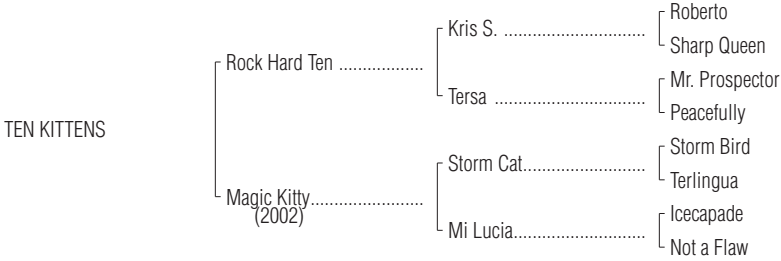 Roberto
Kris S. ..............................
Sharp Queen
Rock Hard Ten ..................
Mr. Prospector
Tersa ................................
Peacefully
TEN KITTENS
Storm Bird
Storm Cat..........................
Terlingua
Magic Kitty........................
(2002)
Icecapade
Mi Lucia............................
Not a Flaw